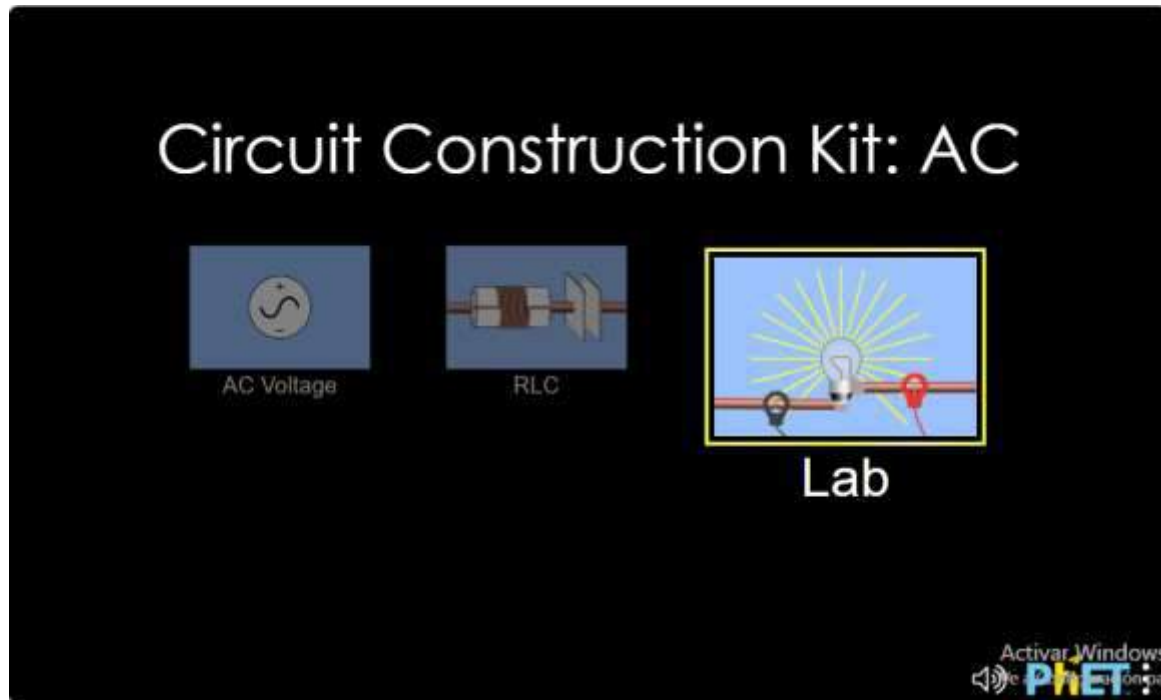 Circuit Construction Kit: AC
AC Voltage
RLC
Lab
Activar Windows
PhET